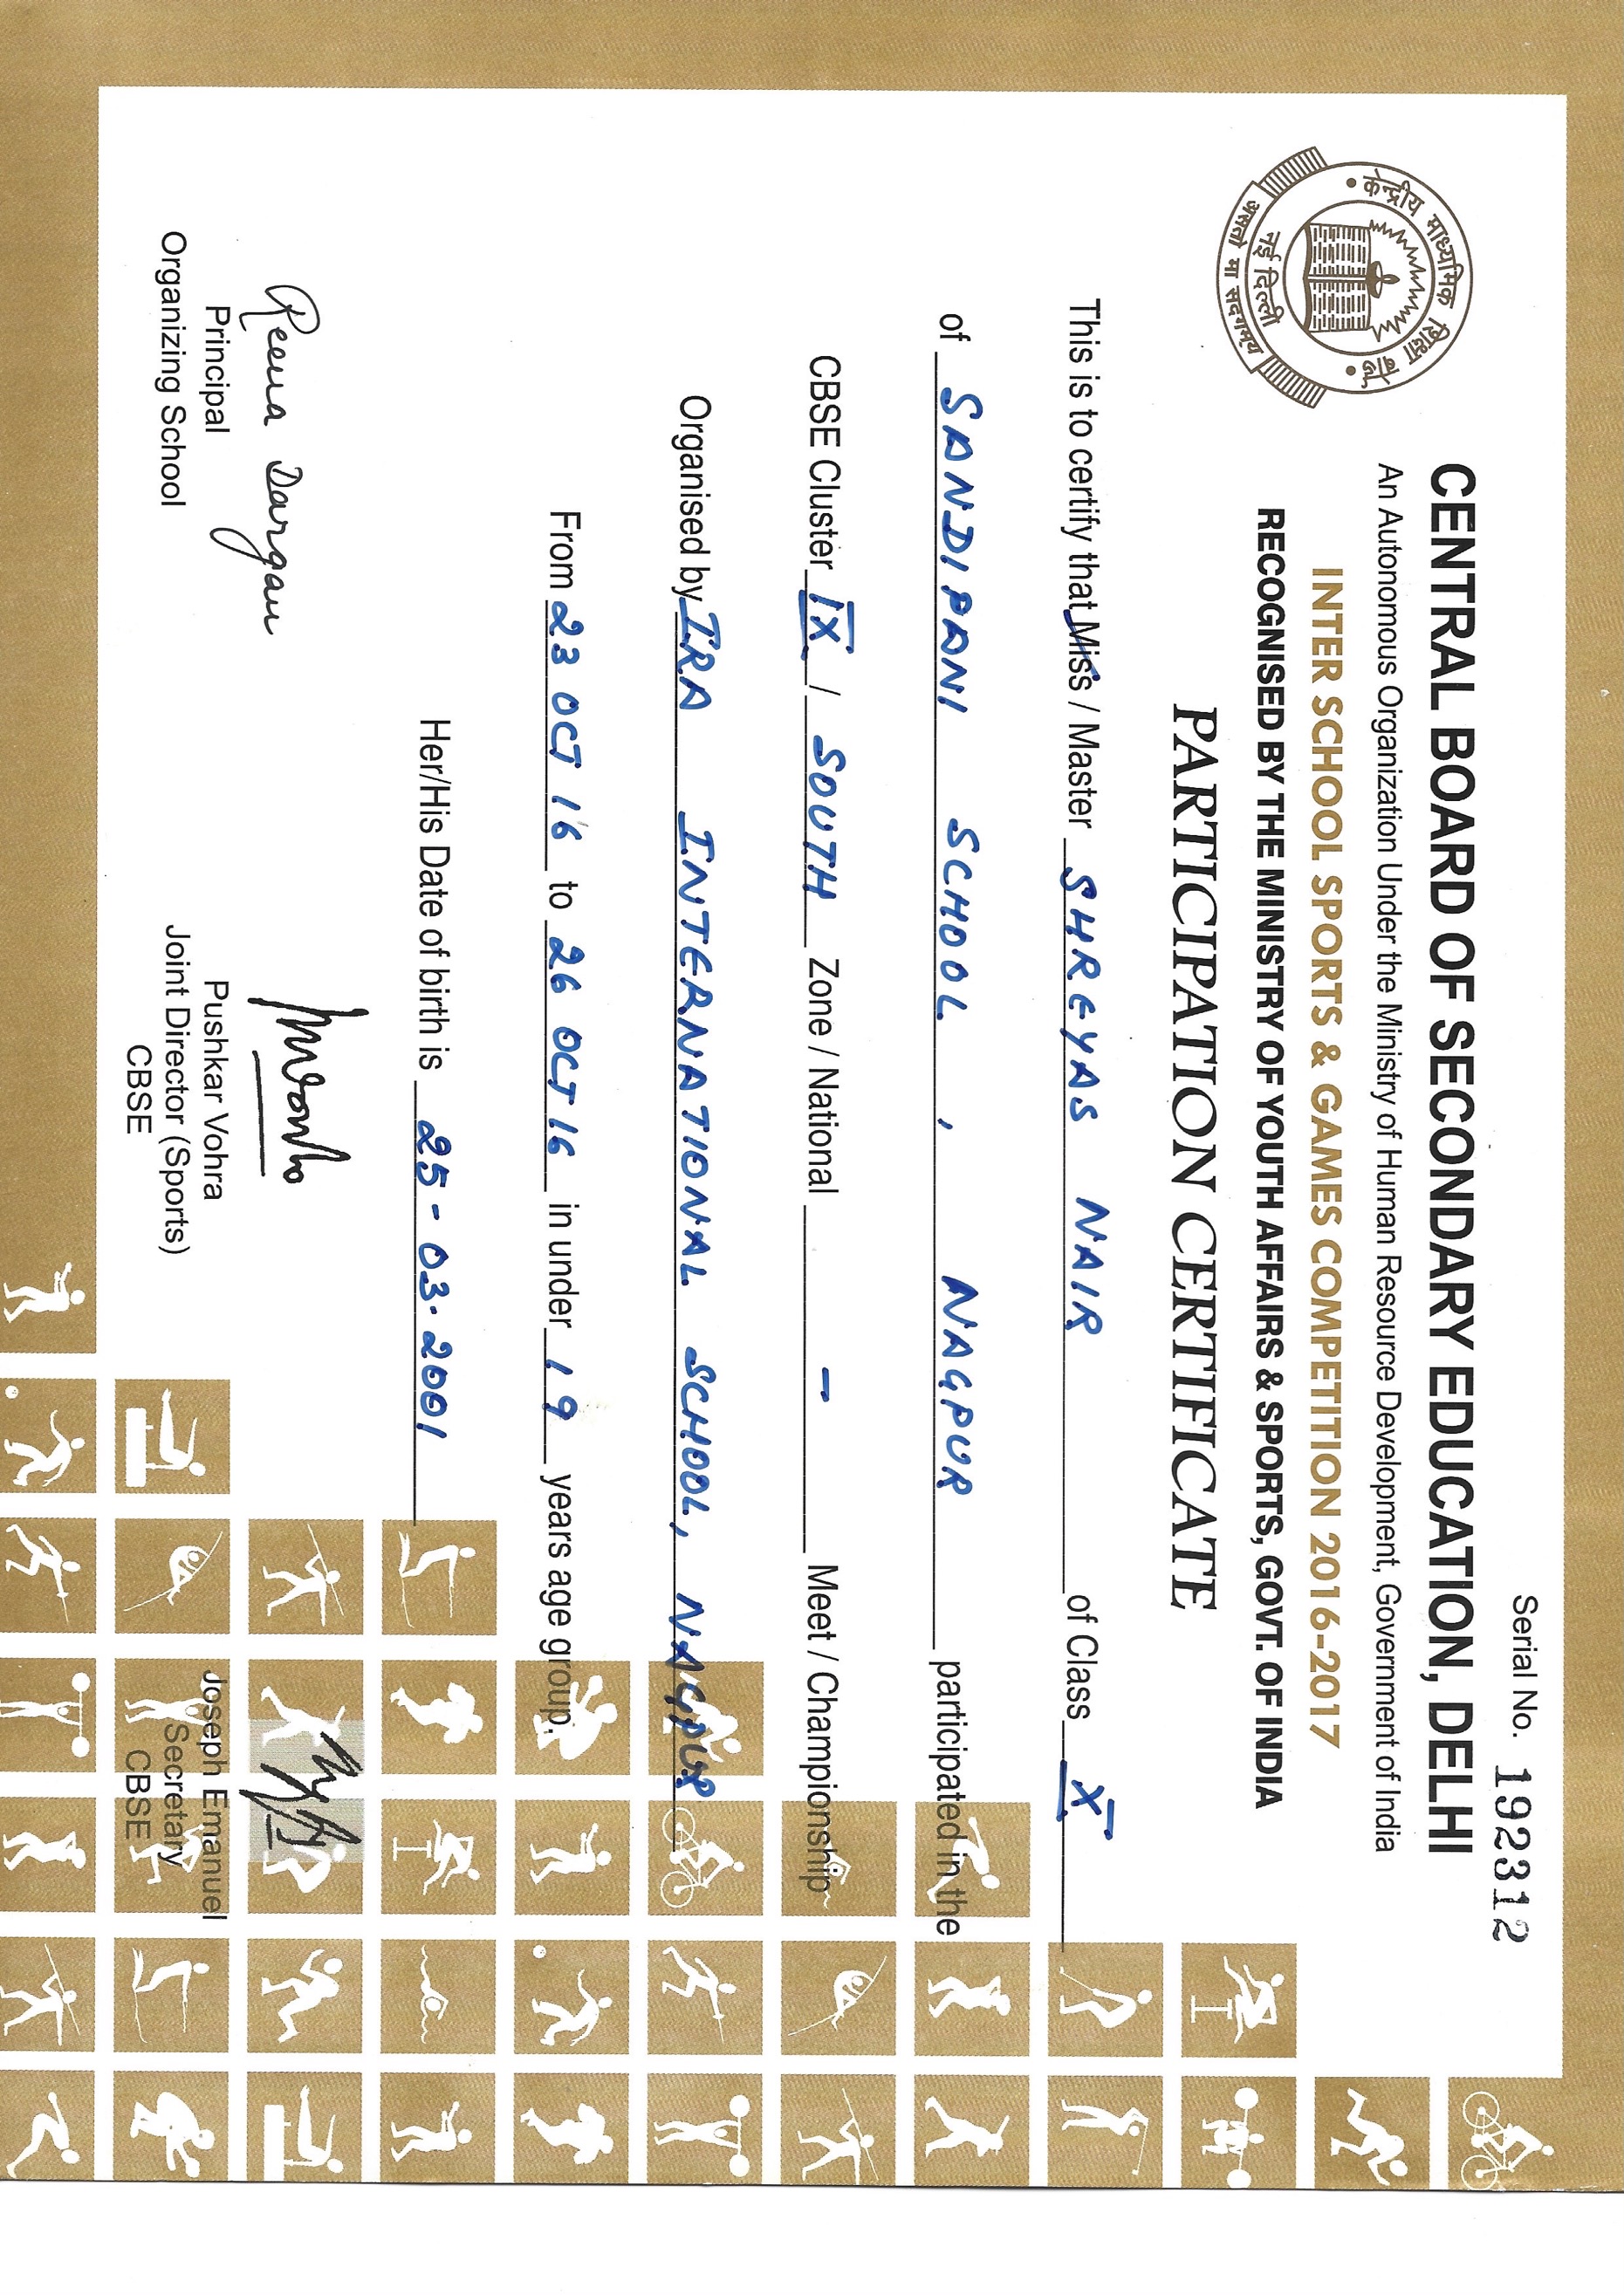 Serial No. 192312
केन्द्रीय माध्यमिक शिक्षा बोर्ड
नई दिल्ली
असतो मा सदगमय
CENTRAL BOARD OF SECONDARY EDUCATION, DELHI
An Autonomous Organization Under the Ministry of Human Resource Development, Government of India
INTER SCHOOL SPORTS & GAMES COMPETITION 2016-2017
RECOGNISED BY THE MINISTRY OF YOUTH AFFAIRS & SPORTS, GOVT. OF INDIA
PARTICIPATION CERTIFICATE
This is to certify that Miss / Master SHREYAS NAIR of Class X
of SANDIPANI SCHOOL , NAGPUR participated in the
CBSE Cluster IX / SOUTH Zone / National - Meet / Championship
Organised by IRA INTERNATIONAL SCHOOL, NAGPUR
From 23 OCT 16 to 26 OCT 16 in under 19 years age group.
Her/His Date of birth is 25-03.2001
Reena Dargan
Principal
Organizing School
Pushkar Vohra
Joint Director (Sports)
CBSE
Joseph Emanuel
Secretary
CBSE